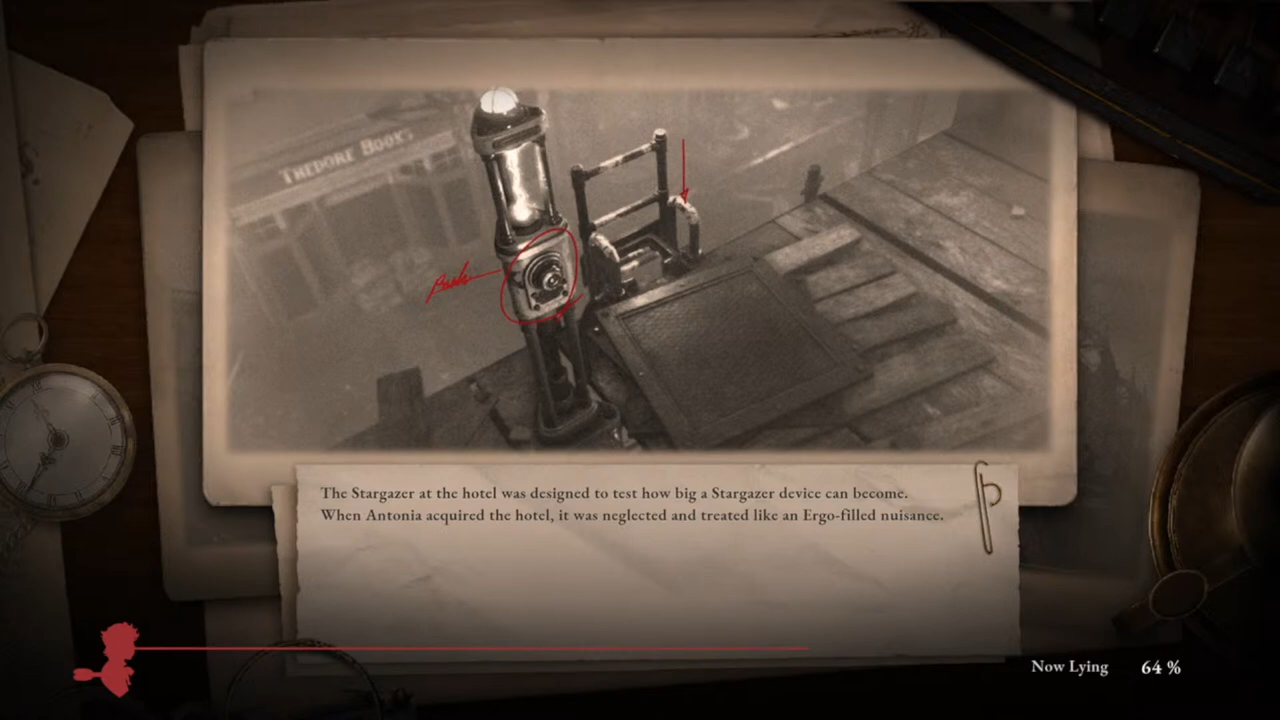 THEDORE BOOKS
Push
The Stargazer at the hotel was designed to test how big a Stargazer device can become.
When Antonia acquired the hotel, it was neglected and treated like an Ergo-filled nuisance.
Now Lying 64 %